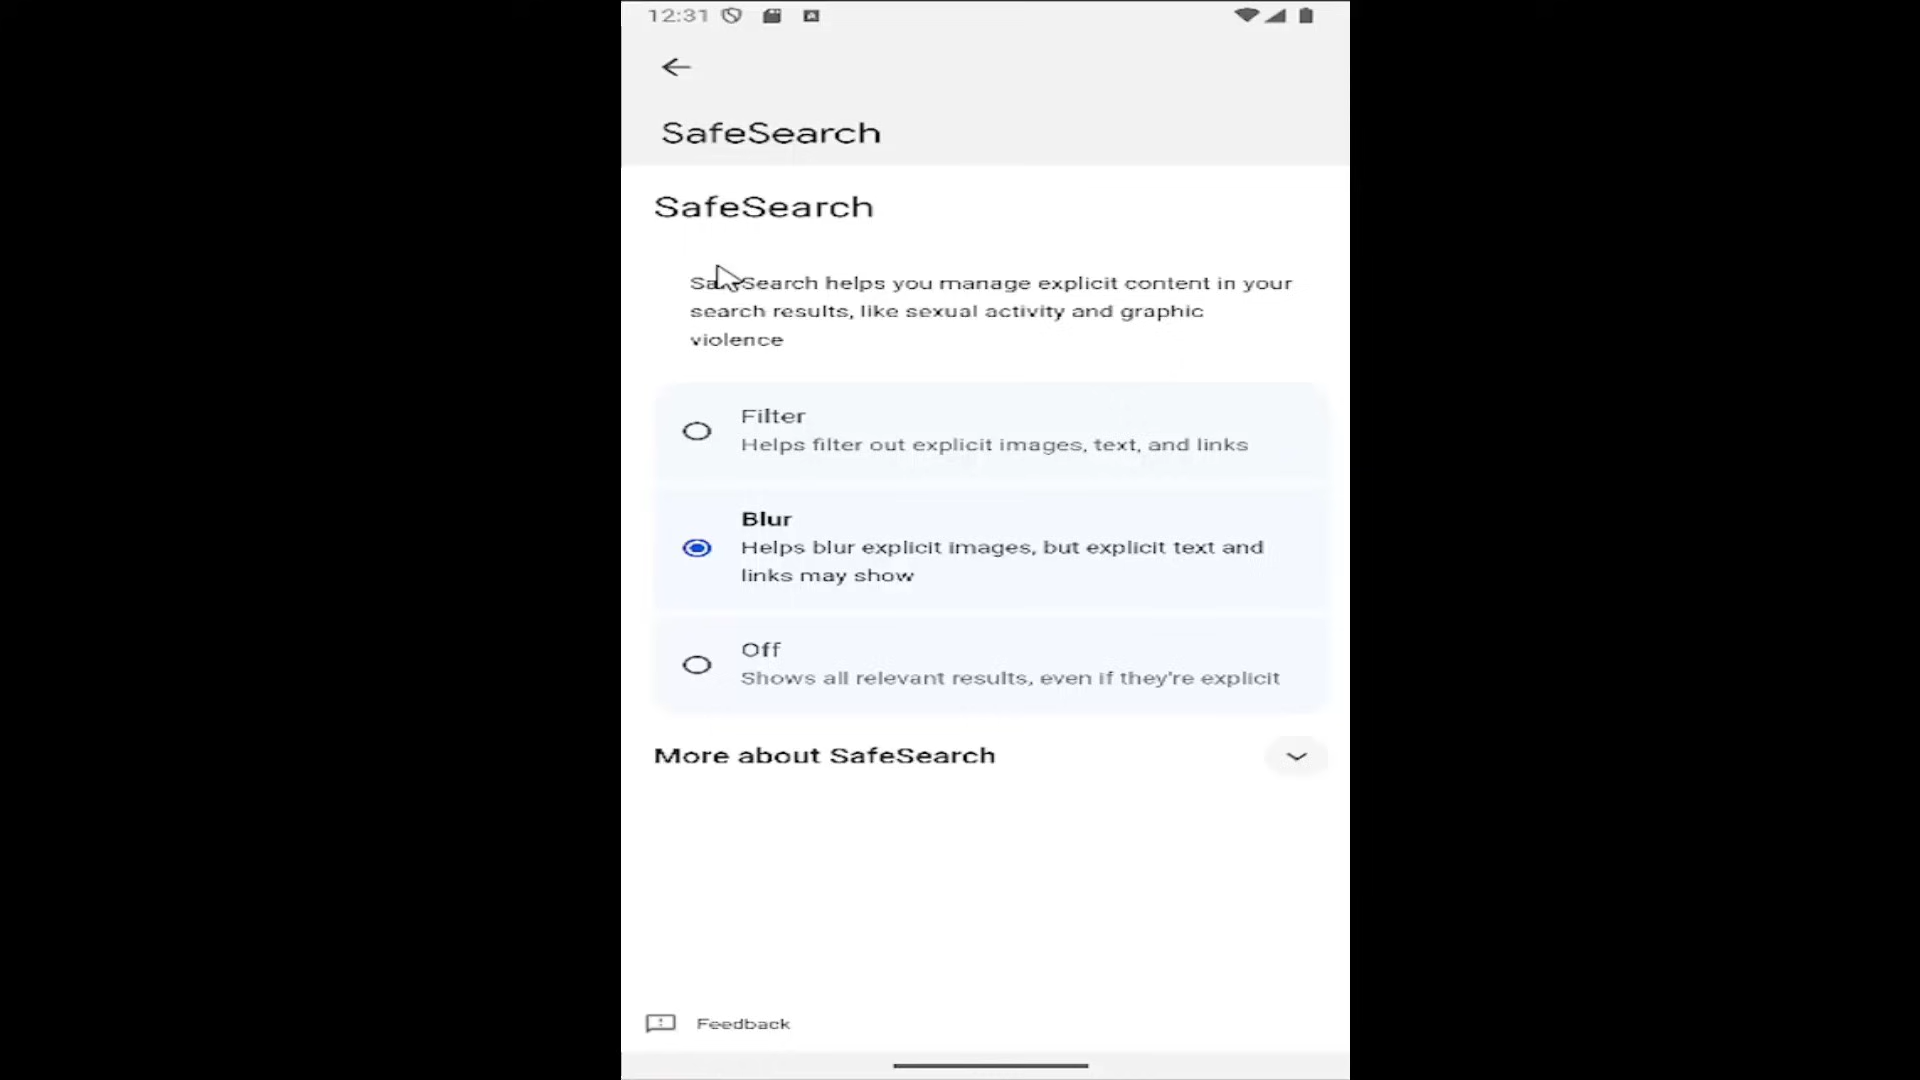 12:31
SafeSearch
SafeSearch
SafeSearch helps you manage explicit content in your
search results, like sexual activity and graphic
violence
Filter
Helps filter out explicit images, text, and links
Blur
Helps blur explicit images, but explicit text and
links may show
Off
Shows all relevant results, even if they're explicit
More about SafeSearch
Feedback